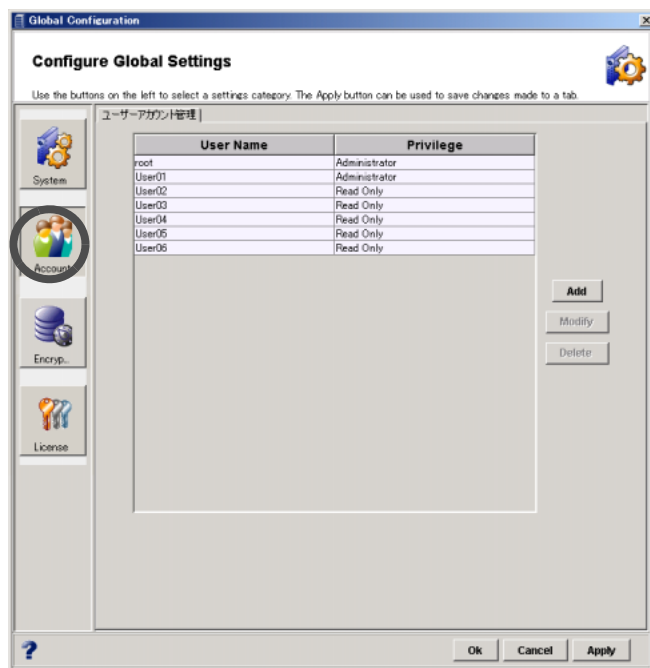 Global Configuration
Configure Global Settings
Use the buttons on the left to select a settings category. The Apply button can be used to save changes made to a tab.
ユーザーアカウント管理
User Name Privilege
root Administrator
User01 Administrator
User02 Read Only
User03 Read Only
User04 Read Only
User05 Read Only
User06 Read Only
System
Account
Encryp...
License
Add
Modify
Delete
?
Ok Cancel Apply